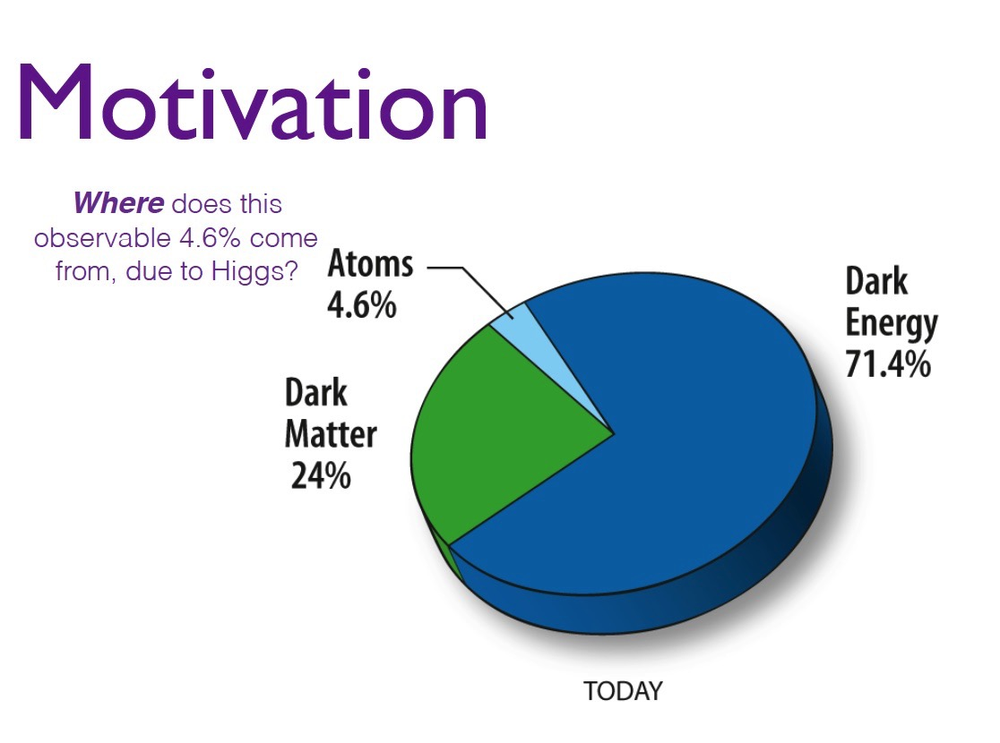 Motivation
Where does this
observable 4.6% come
from, due to Higgs?
Atoms
4.6%
Dark
Energy
71.4%
Dark
Matter
24%
TODAY